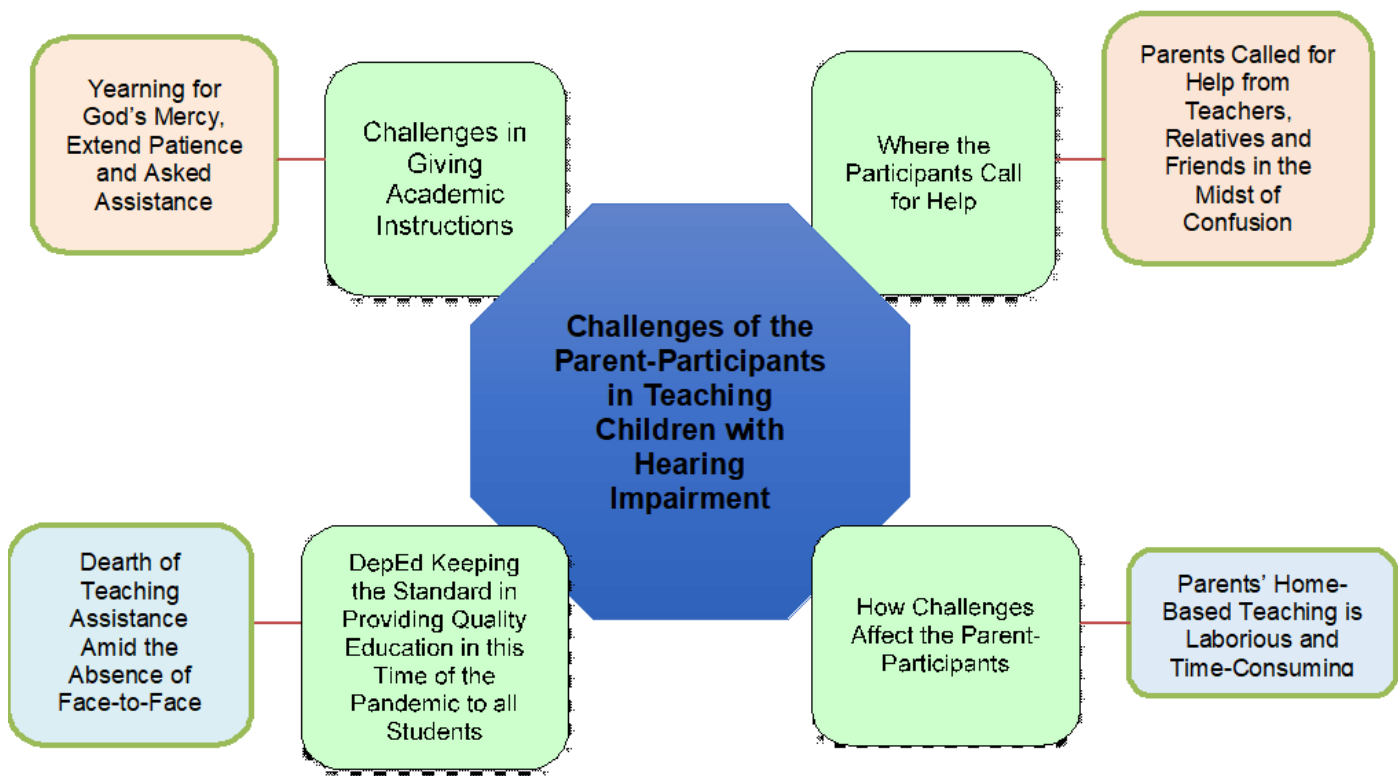 Yearning for
God's Mercy,
Extend Patience
and Asked
Assistance
Challenges in
Giving
Academic
Instructions
Where the
Participants Call
for Help
Parents Called for
Help from
Teachers,
Relatives and
Friends in the
Midst of
Confusion
Challenges of the
Parent-Participants
in Teaching
Children with
Hearing
Impairment
Dearth of
Teaching
Assistance
Amid the
Absence of
Face-to-Face
DepEd Keeping
the Standard in
Providing Quality
Education in this
Time of the
Pandemic to all
Students
How Challenges
Affect the Parent-
Participants
Parents' Home-
Based Teaching is
Laborious and
Time-Consuming